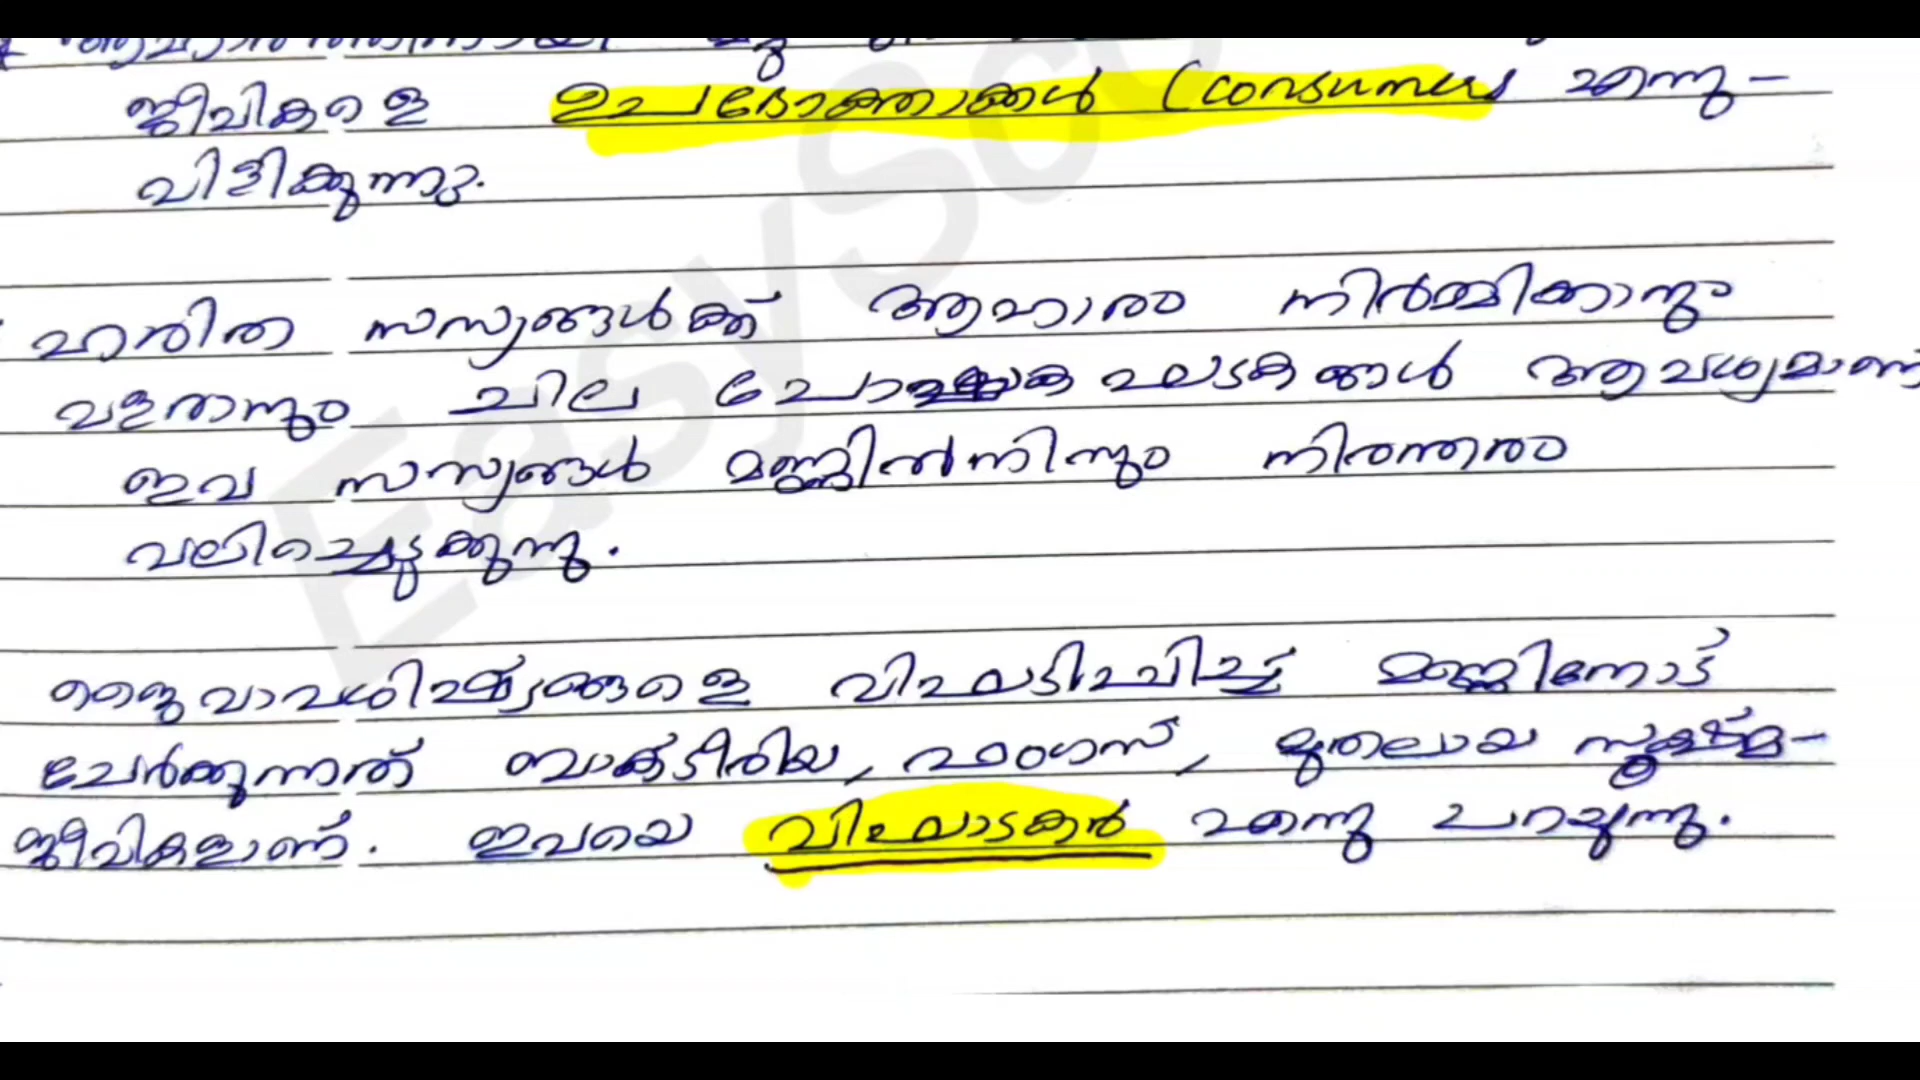 ജീവികളെ ഉപഭോക്താക്കൾ (consumers എന്നു-
വിളിക്കുന്നു.
ഹരിത സസ്യങ്ങൾക്ക് ആഹാരം നിർമ്മിക്കാനും
വളരാനും ചില പോഷക ഘടകങ്ങൾ ആവശ്യമാണ്
ഇവ സസ്യങ്ങൾ മണ്ണിൽനിന്നും നിരന്തരം
വലിച്ചെടുക്കുന്നു.
ജൈവാവശിഷ്ടങ്ങളെ വിഘടിപ്പിച്ച് മണ്ണിനോട്
ചേർക്കുന്നത് ബാക്ടീരിയ, ഫംഗസ്, മുതലായ സൂക്ഷ്മ-
ജീവികളാണ്. ഇവയെ വിഘാടകർ എന്നു പറയുന്നു.